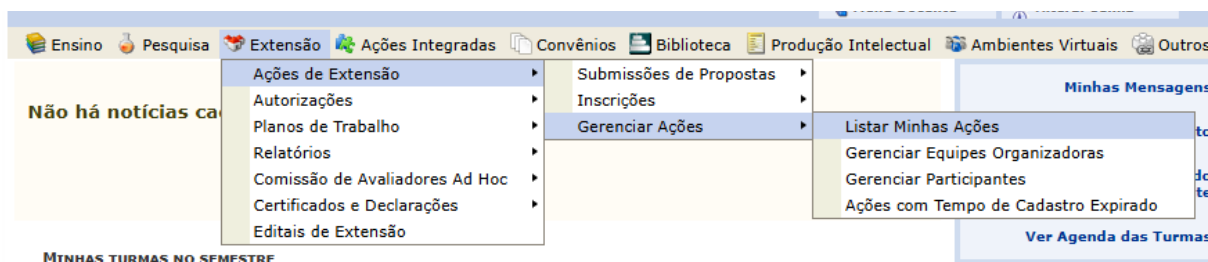 Ensino Pesquisa Extensão Ações Integradas Convênios Biblioteca Produção Intelectual Ambientes Virtuais Outros
Ações de Extensão
Autorizações
Planos de Trabalho
Relatórios
Comissão de Avaliadores Ad Hoc
Certificados e Declarações
Editais de Extensão
Submissões de Propostas
Inscrições
Gerenciar Ações
Listar Minhas Ações
Gerenciar Equipes Organizadoras
Gerenciar Participantes
Ações com Tempo de Cadastro Expirado
Não há notícias ca
Minhas Mensagens
Ver Agenda das Turmas
MINHAS TURMAS NO SEMESTRE